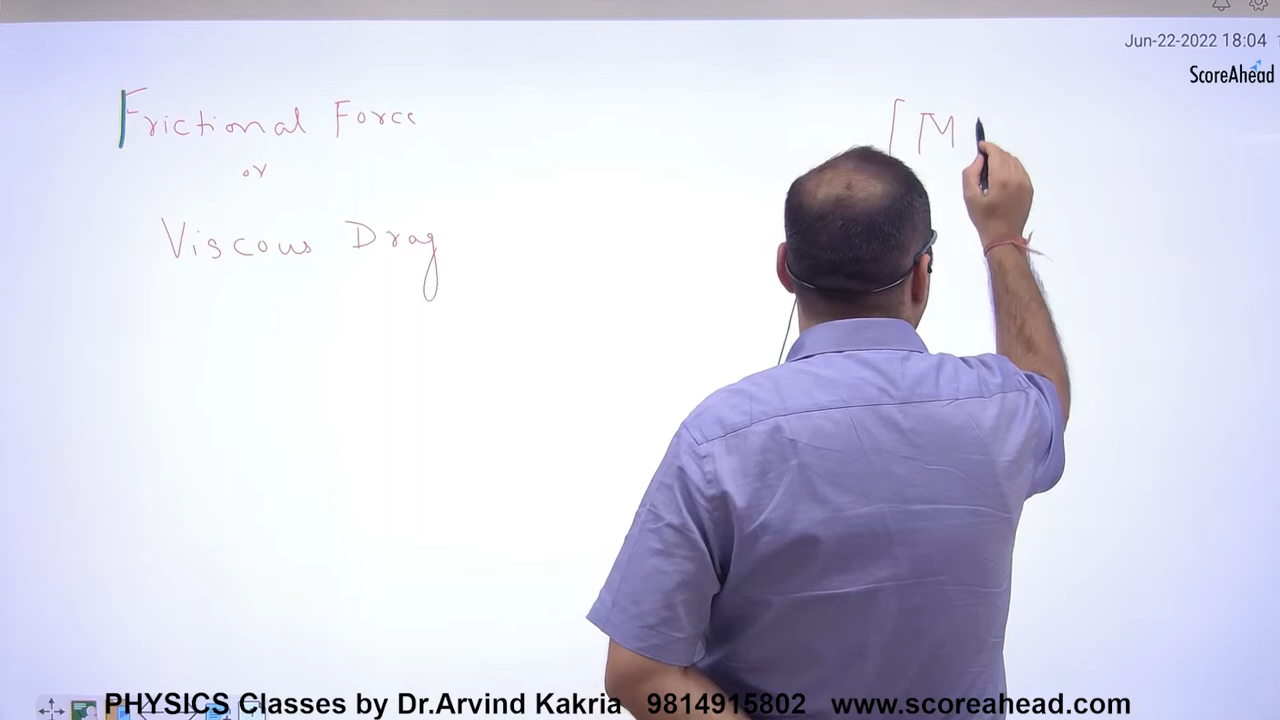 Jun-22-2022 18:04
ScoreAhead
Frictional Force
or
Viscous Drag
[M
PHYSICS Classes by Dr.Arvind Kakria 9814915802 www.scoreahead.com